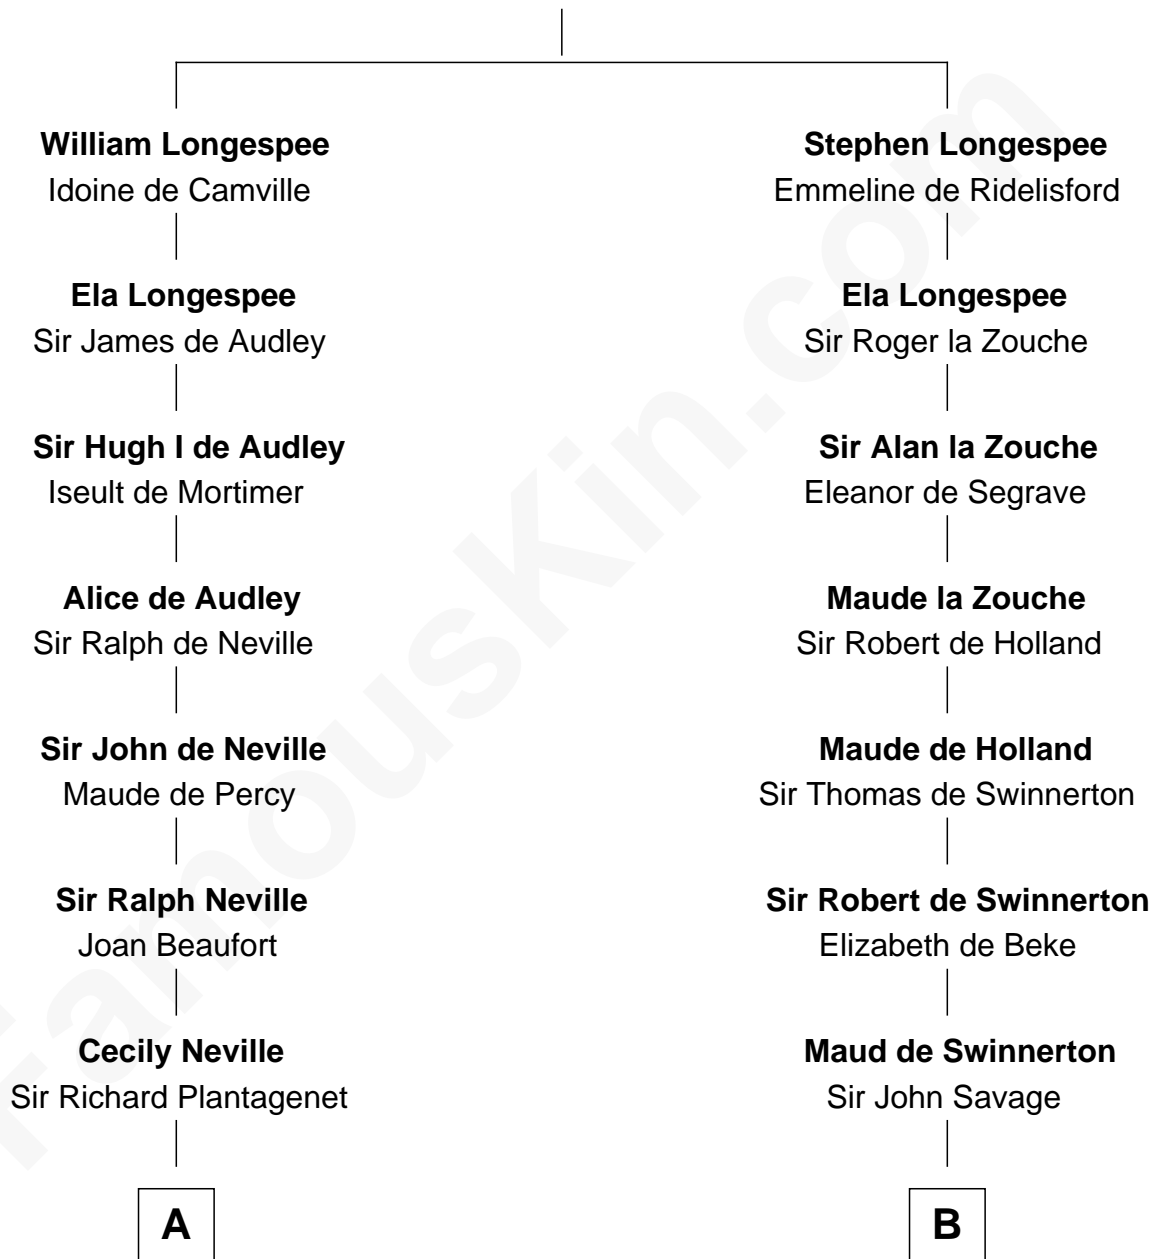 William Longespee
Idoine de Camville
Ela Longespee
Sir James de Audley
Sir Hugh I de Audley
Iseult de Mortimer
Alice de Audley
Sir Ralph de Neville
Sir John de Neville
Maude de Percy
Sir Ralph Neville
Joan Beaufort
Cecily Neville
Sir Richard Plantagenet
A
Stephen Longespee
Emmeline de Ridelisford
Ela Longespee
Sir Roger la Zouche
Sir Alan la Zouche
Eleanor de Segrave
Maude la Zouche
Sir Robert de Holland
Maude de Holland
Sir Thomas de Swinnerton
Sir Robert de Swinnerton
Elizabeth de Beke
Maud de Swinnerton
Sir John Savage
B
FamousKin.com